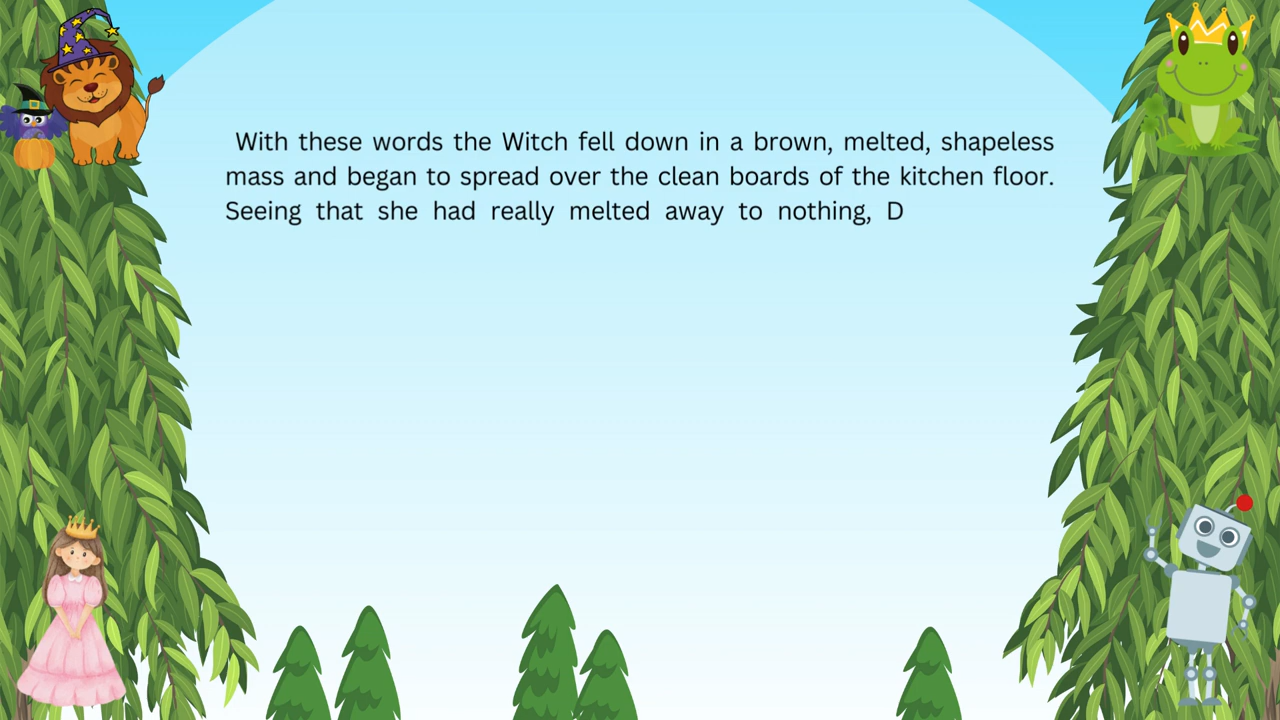 With these words the Witch fell down in a brown, melted, shapeless
mass and began to spread over the clean boards of the kitchen floor.
Seeing that she had really melted away to nothing, D